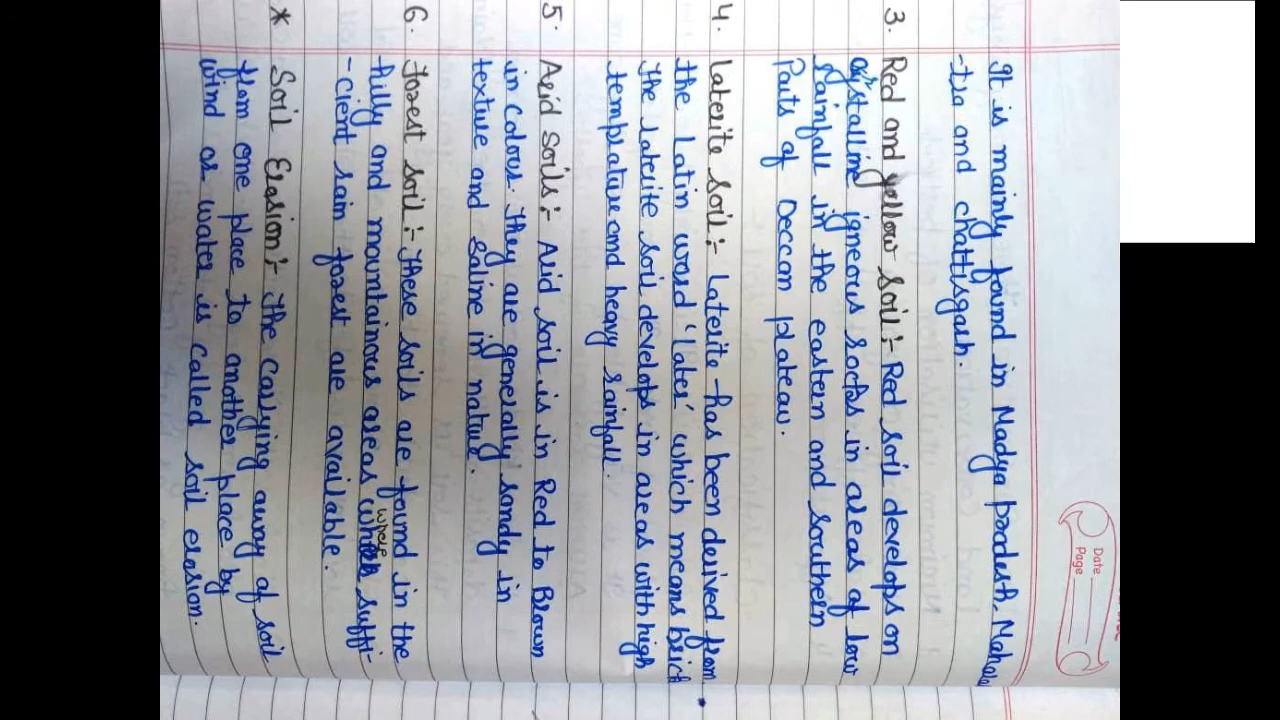 Date
Page
It is mainly found in Madya pradesh, Mahara
-tra and chattisgarh.
3. Red and yellow soil:- Red soil develops on
crystalline igneous rocks in areas of low
rainfall in the eastern and southern
Parts of Deccan plateau.
4. Laterite soil:- Laterite has been derived from
the Latin word 'Later' which means brick
The laterite soil develops in areas with high
temprature and heavy rainfall.
5. Arid Soils:- Arid soil is in Red to Brown
in colour. They are generally sandy in
texture and saline in nature.
6. Forest soil:- These soils are found in the
hilly and mountainous areas where suffi-
-cient rain forest are available.
* Soil Erosion:- The carrying away of soil
from one place to another place by
wind or water is called soil erosion.